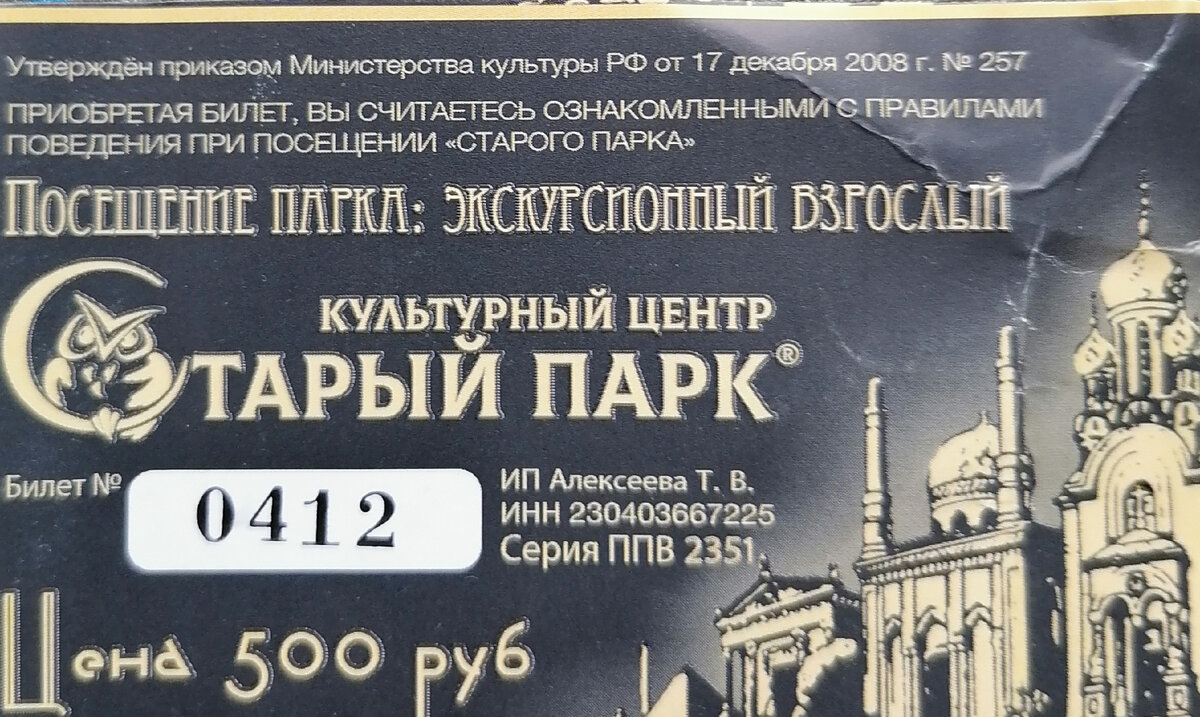 Утверждён приказом Министерства культуры РФ от 17 декабря 2008 г. № 257
ПРИОБРЕТАЯ БИЛЕТ, ВЫ СЧИТАЕТЕСЬ ОЗНАКОМЛЕННЫМИ С ПРАВИЛАМИ
ПОВЕДЕНИЯ ПРИ ПОСЕЩЕНИИ «СТАРОГО ПАРКА»
ПОСЕЩЕНИЕ ПАРКА: ЭКСКУРСИОННЫЙ ВЗРОСЛЫЙ
КУЛЬТУРНЫЙ ЦЕНТР
СТАРЫЙ ПАРК®
Билет № 0412
ИП Алексеева Т. В.
ИНН 230403667225
Серия ППВ 2351
Цена 500 руб